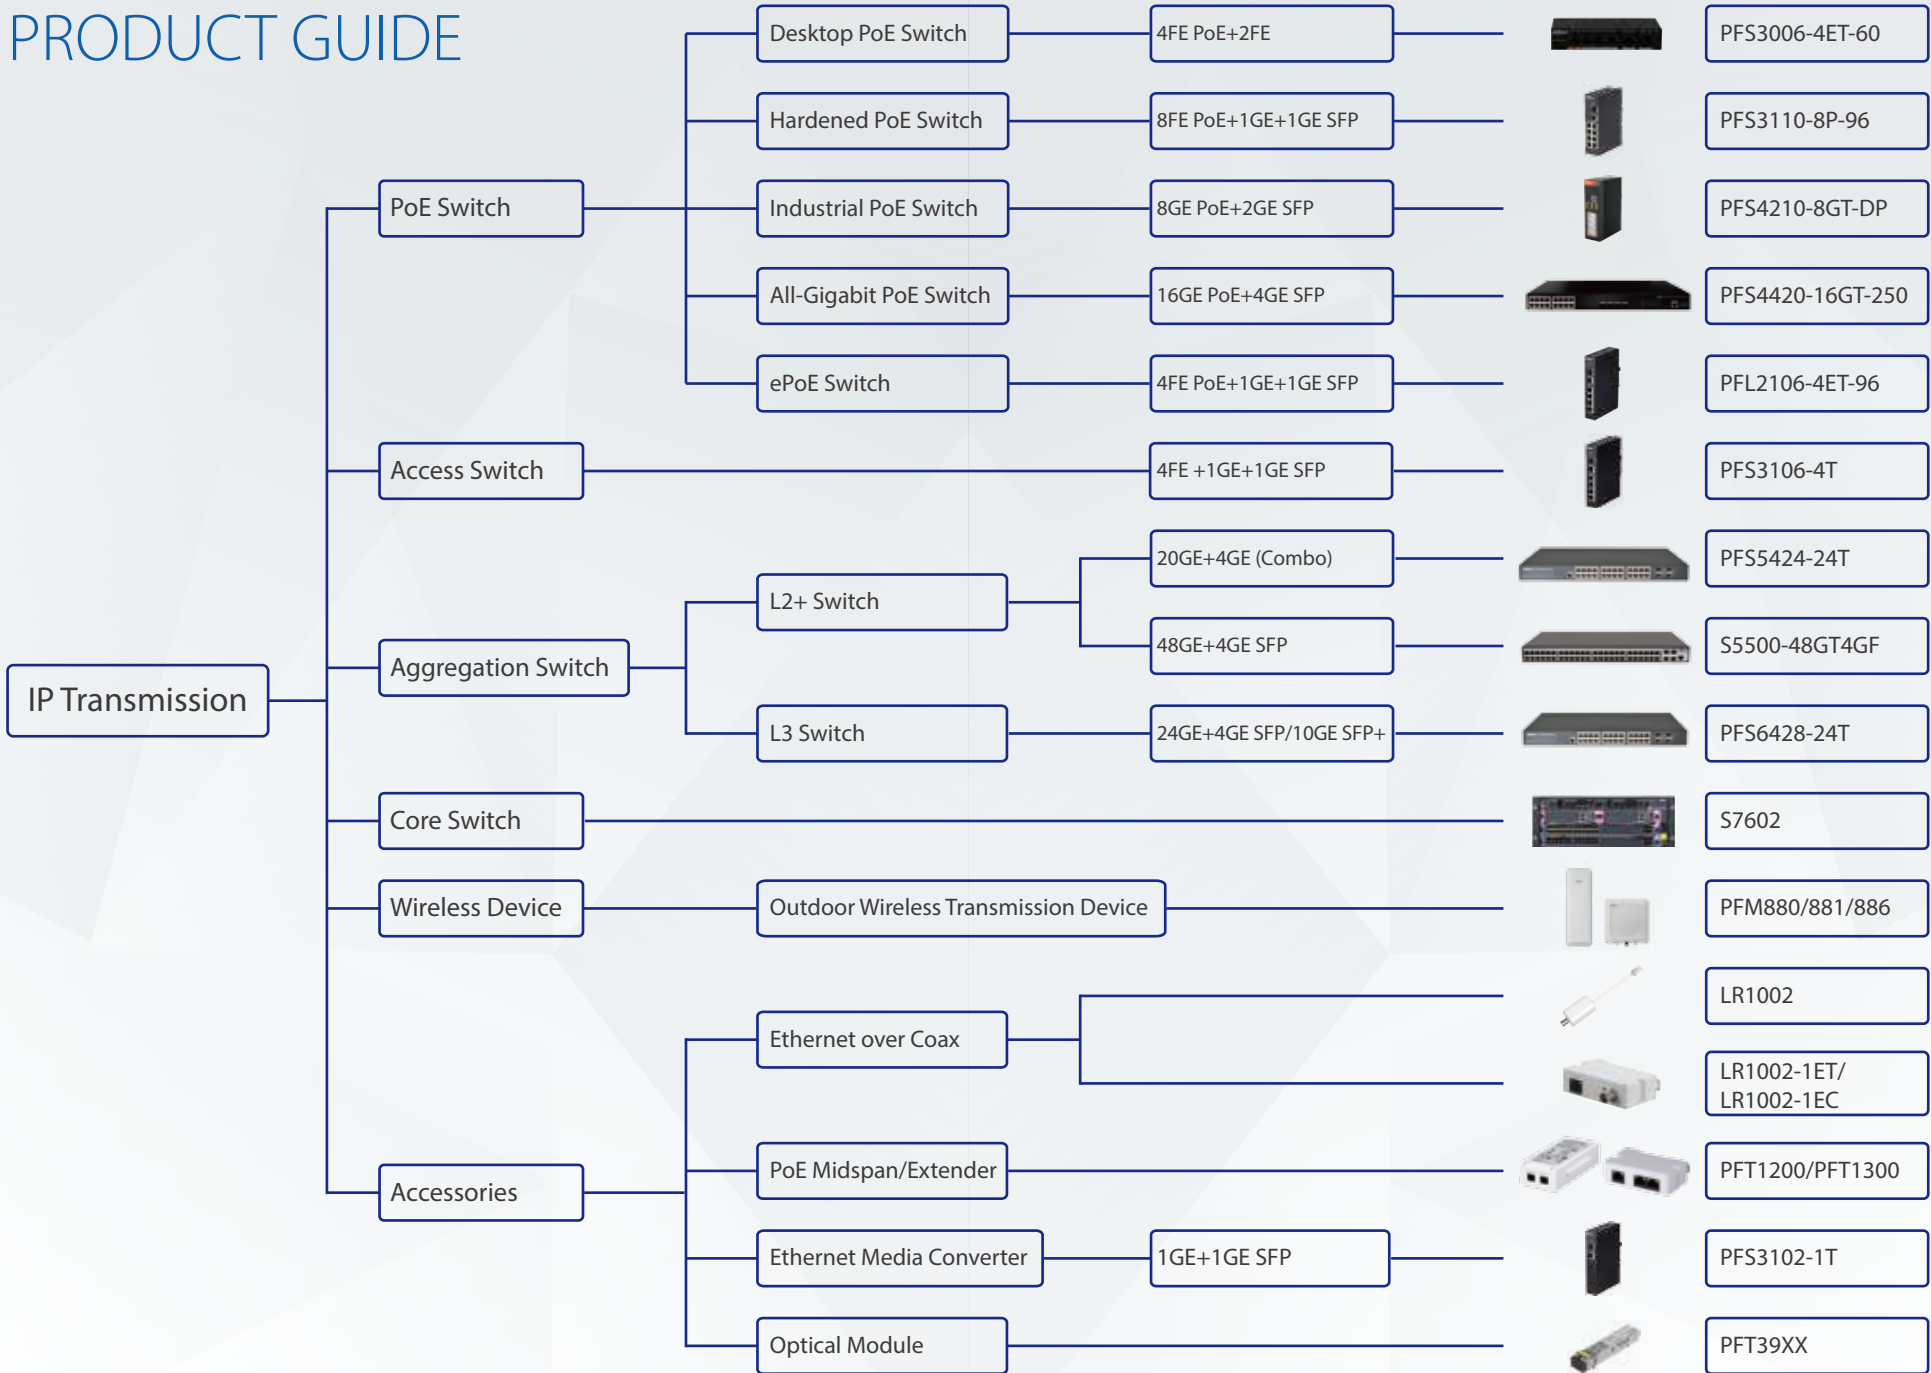 PRODUCT GUIDE
Desktop PoE Switch
4FE PoE+2FE
PFS3006-4ET-60
Hardened PoE Switch
8FE PoE+1GE+1GE SFP
PFS3110-8P-96
PoE Switch
Industrial PoE Switch
8GE PoE+2GE SFP
PFS4210-8GT-DP
All-Gigabit PoE Switch
16GE PoE+4GE SFP
PFS4420-16GT-250
ePoE Switch
4FE PoE+1GE+1GE SFP
PFL2106-4ET-96
Access Switch
4FE +1GE+1GE SFP
PFS3106-4T
20GE+4GE (Combo)
PFS5424-24T
L2+ Switch
48GE+4GE SFP
S5500-48GT4GF
Aggregation Switch
IP Transmission
L3 Switch
24GE+4GE SFP/10GE SFP+
PFS6428-24T
Core Switch
S7602
Wireless Device
Outdoor Wireless Transmission Device
PFM880/881/886
LR1002
Ethernet over Coax
LR1002-1ET/
LR1002-1EC
PoE Midspan/Extender
PFT1200/PFT1300
Accessories
Ethernet Media Converter
1GE+1GE SFP
PFS3102-1T
Optical Module
PFT39XX